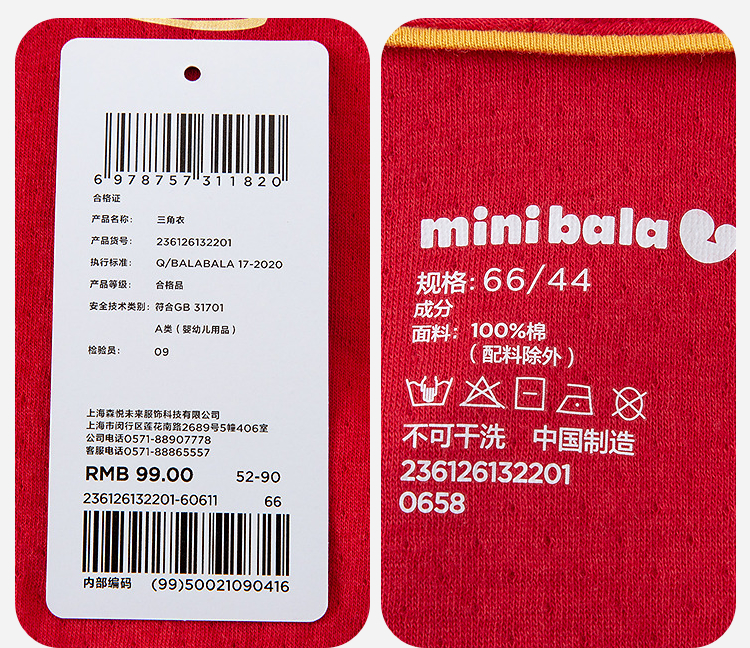 6 978757 311820
合格证
产品名称: 三角衣
产品货号: 236126132201
执行标准: Q/BALABALA 17-2020
产品等级: 合格品
安全技术类别: 符合GB 31701
A类（婴幼儿用品）
检验员: 09
上海森悦未来服饰科技有限公司
上海市闵行区莲花南路2689号5幢406室
公司电话0571-88907778
客服电话0571-88865557
RMB 99.00 52-90
236126132201-60611 66
内部编码 (99)50021090416
minibala
规格: 66/44
成分
面料: 100%棉
（配料除外）
不可干洗 中国制造
236126132201
0658